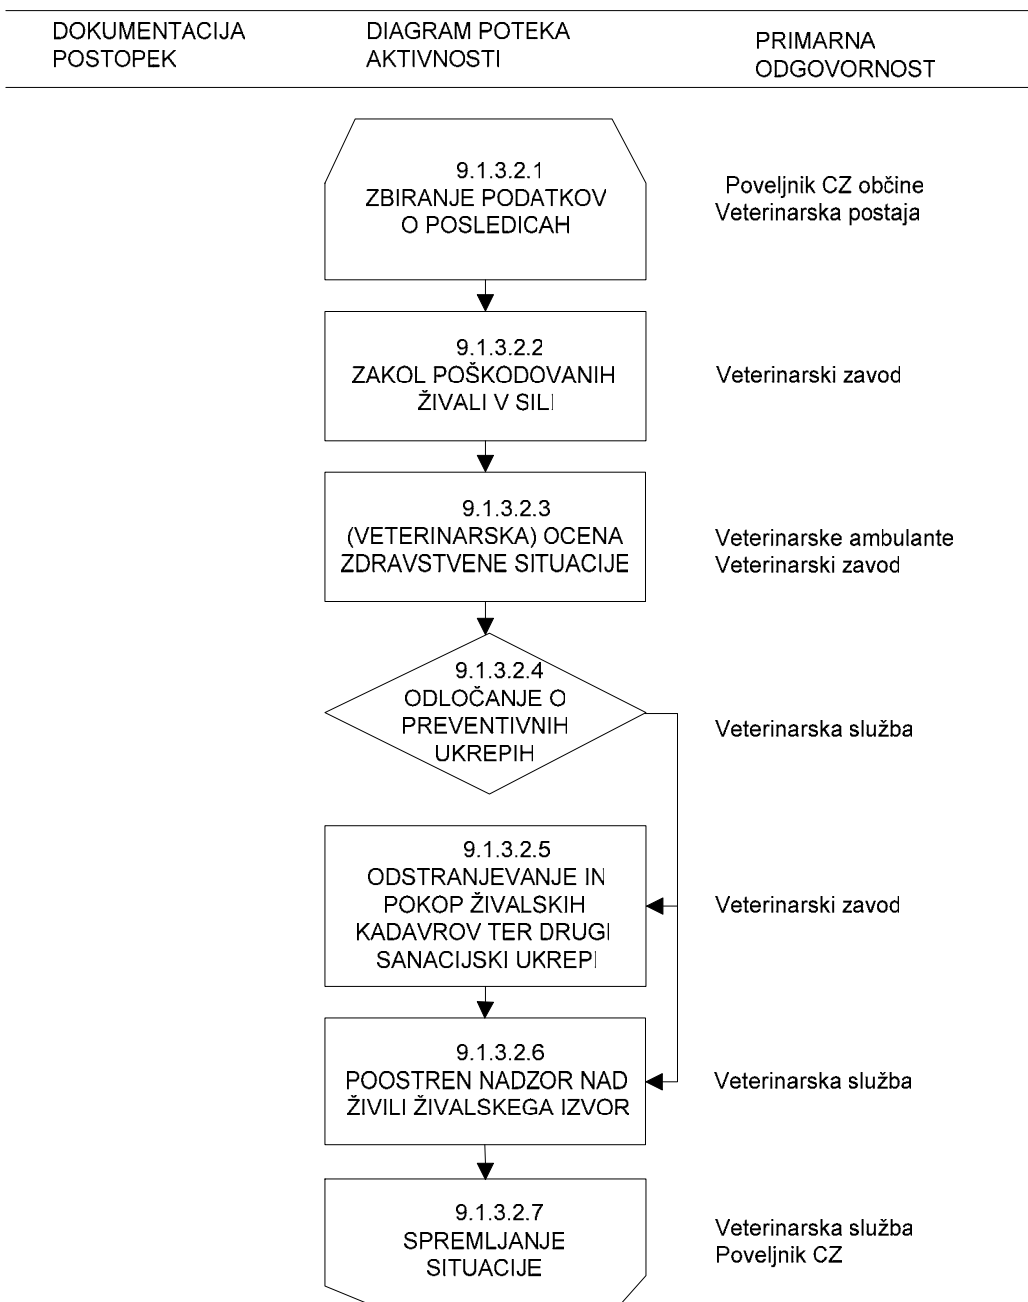 DOKUMENTACIJA
POSTOPEK
DIAGRAM POTEKA
AKTIVNOSTI
PRIMARNA
ODGOVORNOST
9.1.3.2.1
ZBIRANJE PODATKOV
O POSLEDICAH
Poveljnik CZ občine
Veterinarska postaja
9.1.3.2.2
ZAKOL POŠKODOVANIH
ŽIVALI V SILI
Veterinarski zavod
9.1.3.2.3
(VETERINARSKA) OCENA
ZDRAVSTVENE SITUACIJE
Veterinarske ambulante
Veterinarski zavod
9.1.3.2.4
ODLOČANJE O
PREVENTIVNIH
UKREPIH
Veterinarska služba
9.1.3.2.5
ODSTRANJEVANJE IN
POKOP ŽIVALSKIH
KADAVROV TER DRUGI
SANACIJSKI UKREPI
Veterinarski zavod
9.1.3.2.6
POOSTREN NADZOR NAD
ŽIVILI ŽIVALSKEGA IZVOR
Veterinarska služba
9.1.3.2.7
SPREMLJANJE
SITUACIJE
Veterinarska služba
Poveljnik CZ